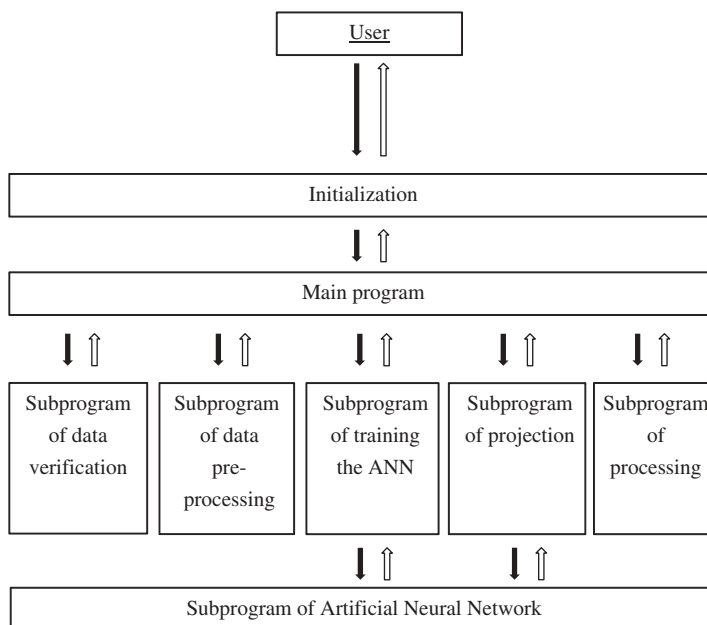 User
Initialization
Main program
Subprogram
of data
verification
Subprogram
of data
pre-
processing
Subprogram
of training
the ANN
Subprogram
of projection
Subprogram
of
processing
Subprogram of Artificial Neural Network